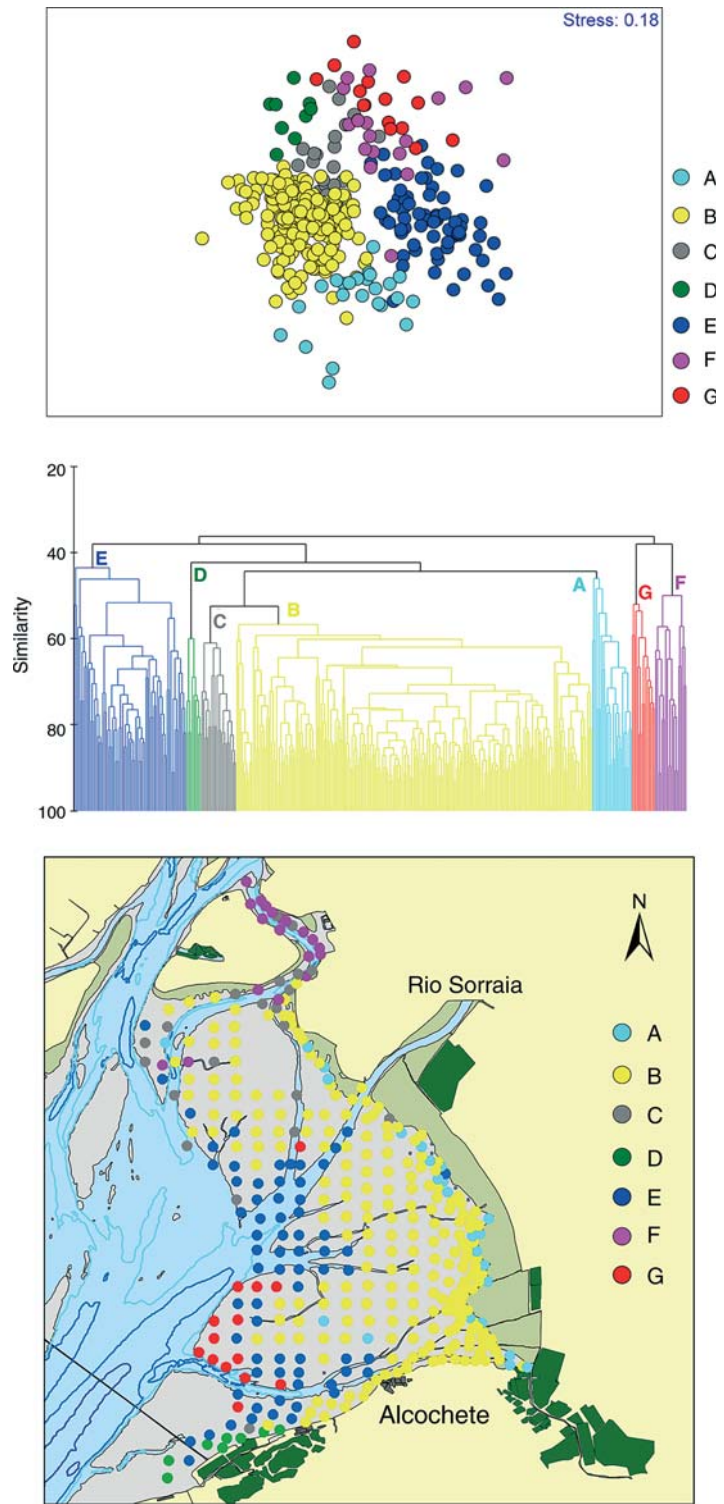 Stress: 0.18
A
B
C
D
E
F
G
20
40
60
80
100
Similarity
E
D
C
B
A
G
F
N
Rio Sorraia
A
B
C
D
E
F
G
Alcochete